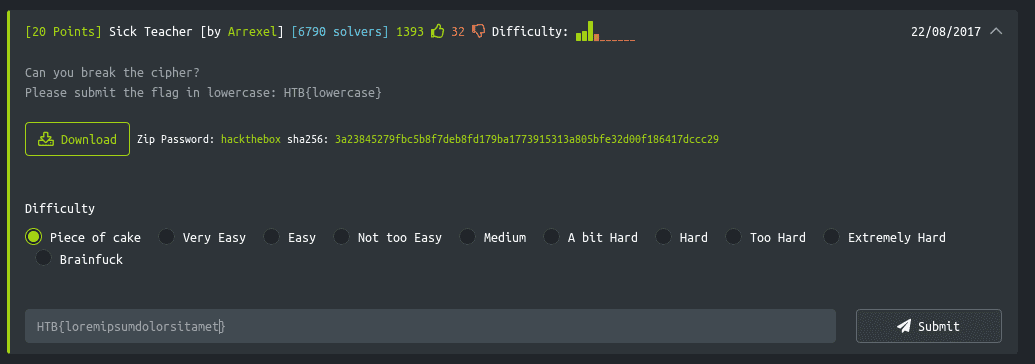 [20 Points] Sick Teacher [by Arrexel] [6790 solvers] 1393 32 Difficulty: 22/08/2017
Can you break the cipher?
Please submit the flag in lowercase: HTB{lowercase}
Download Zip Password: hackthebox sha256: 3a23845279fbc5b8f7deb8fd179ba1773915313a805bfe32d00f186417dccc29
Difficulty
Piece of cake Very Easy Easy Not too Easy Medium A bit Hard Hard Too Hard Extremely Hard
Brainfuck
HTB{loremipsumdolorsitamet} Submit